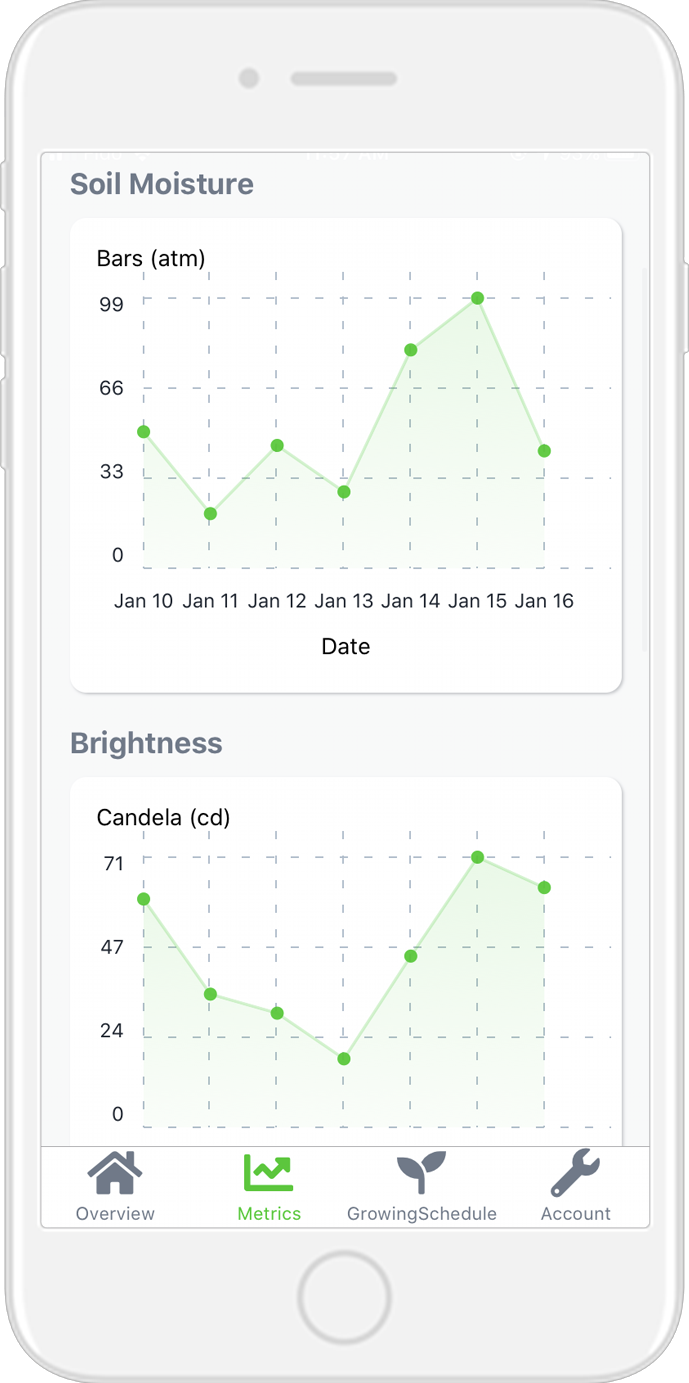 Soil Moisture
Bars (atm)
99
66
33
0
Jan 10 Jan 11 Jan 12 Jan 13 Jan 14 Jan 15 Jan 16
Date
Brightness
Candela (cd)
71
47
24
0
Overview Metrics GrowingSchedule Account